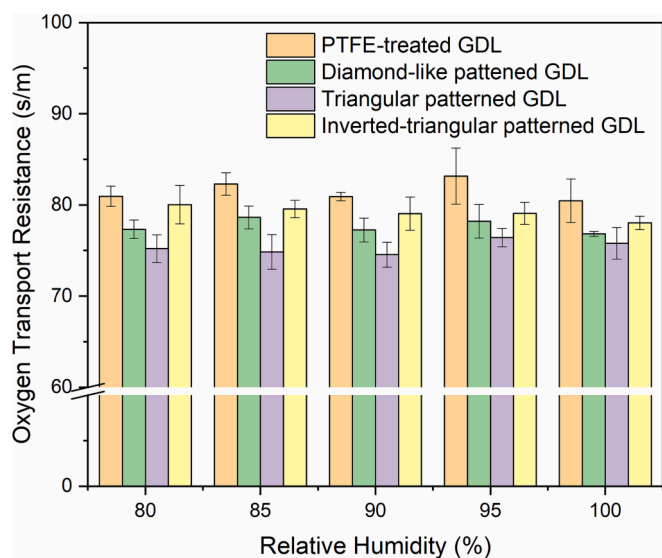 Oxygen Transport Resistance (s/m)
100
90
80
70
60
0
PTFE-treated GDL
Diamond-like pattened GDL
Triangular patterned GDL
Inverted-triangular patterned GDL
80 85 90 95 100
Relative Humidity (%)